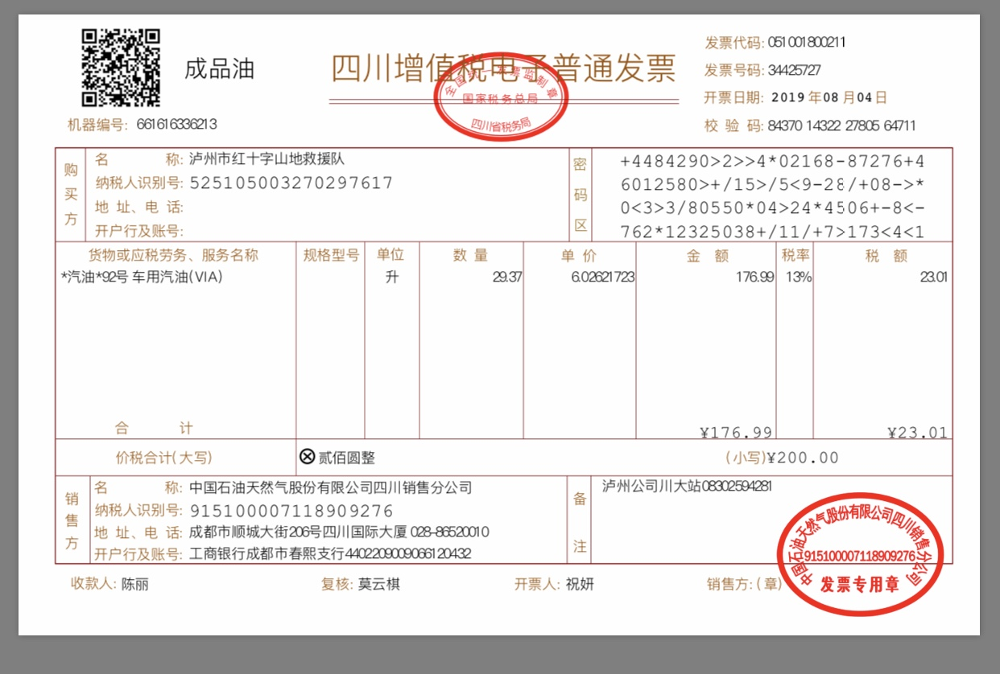 成品油
四川增值税电子普通发票
全国统一发票监制章
国家税务总局
四川省税务局
发票代码: 051001800211
发票号码: 34425727
开票日期: 2019 年 08 月 04 日
校 验 码: 84370 14322 27805 64711
机器编号: 661616336213
购买方
名 称: 泸州市红十字山地救援队
纳税人识别号: 525105003270297617
地 址、电 话:
开户行及账号:
密码区
+4484290>2>>4*02168-87276+4
6012580>+/15>/5<9-28/+08->*
0<3>3/80550*04>24*4506+-8<-
762*12325038+/11/+7>173<4<1
货物或应税劳务、服务名称 规格型号 单位 数 量 单 价 金 额 税率 税 额
*汽油*92号 车用汽油(VIA) 升 29.37 6.02621723 176.99 13% 23.01
合 计 ¥176.99 ¥23.01
价税合计(大写) ⊗贰佰圆整 (小写)¥200.00
销售方
名 称: 中国石油天然气股份有限公司四川销售分公司
纳税人识别号: 915100007118909276
地 址、电 话: 成都市顺城大街206号四川国际大厦 028-86520010
开户行及账号: 工商银行成都市春熙支行4402209009066120432
备注
泸州公司川大站08302594281
收款人: 陈丽 复核: 莫云棋 开票人: 祝妍 销售方: (章)
中国石油天然气股份有限公司四川销售分公司
915100007118909276
发票专用章